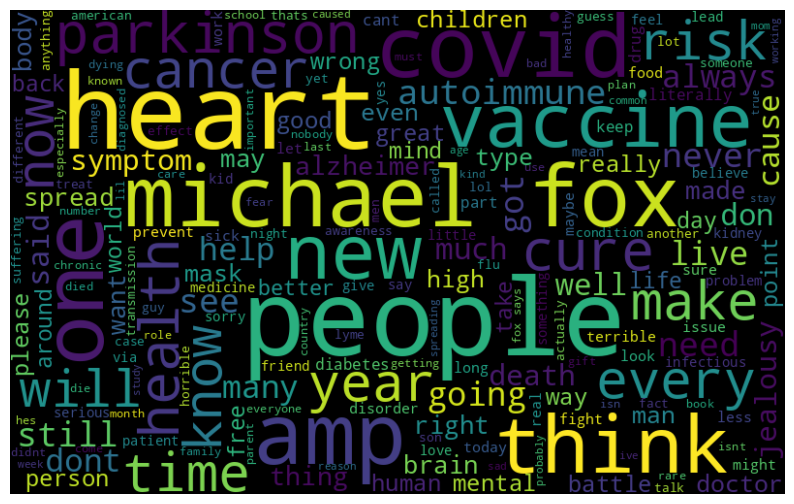 american school thats caused
children
cant
guess
feel
lead
mom
body
anything
parkinson
work
covid
risk
drug
lot
working
dying
cancer
wrong
bad
healthy
must
someone
back
known
yet
yes
food
plan
always
heart
autoimmune
common
true
literally
now
different
especially
change
diagnosed
effect
important
good
nobody
let
last
even
great
keep
vaccine
cause
symptom
may
care
kid
treat
lil
alzheimer
mind
age
type
really
use
mean
believe
never
spread
michael fox
called
kind
lol
maybe
stay
got
made
part
day
don
number
fear
men
condition
another
kidney
said
world
prevent
sick
night
awareness
little
one
suffering
chronic
died
transmission
health
want
help
new
much
cure
live
point
around
mask
flu
well
life
sure
problem
please
see
medicine
better
give
say
high
take
something
actually
make
via
guy
sorry
country
lyme
spreading
fox says
issue
case
role
terrible
need
will
die
study
horrible
know
people
friend
diabetes
getting
long
death
look
infectious
gift
jealousy
many
year
going
way
every
hes
serious
month
everyone
disorder
isn
fact
book
less
still
patient
free
son
right
man
fight
didnt
week
come
family
parent
love
today
real
isnt
dont
amp
think
probably
might
person
time
thing
reason
human
brain
mental
sad
ive
rare
talk
battle
doctor